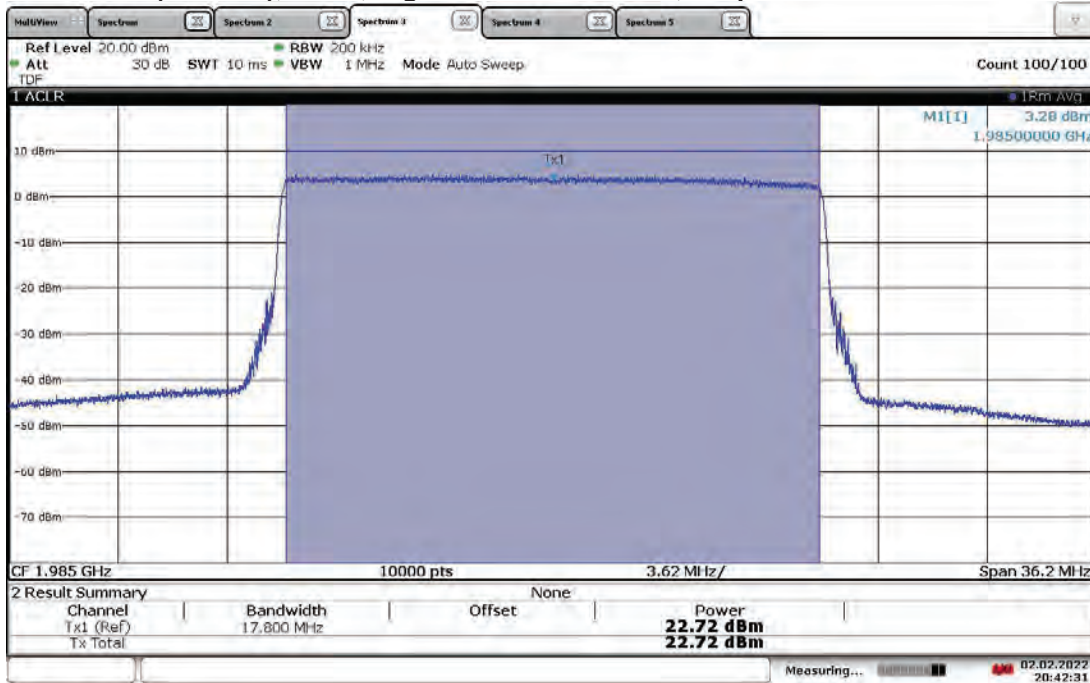 MultiView Spectrum Spectrum 2 Spectrum 3 Spectrum 4 Spectrum 5
Ref Level 20.00 dBm RBW 200 kHz
Att 30 dB SWT 10 ms VBW 1 MHz Mode Auto Sweep Count 100/100
TDF
1 ACLR 1Rm Avg
M1[1] 3.28 dBm
1.98500000 GHz
10 dBm
Tx1
0 dBm
-10 dBm
-20 dBm
-30 dBm
-40 dBm
-50 dBm
-60 dBm
-70 dBm
CF 1.985 GHz 10000 pts 3.62 MHz/ Span 36.2 MHz
2 Result Summary None
Channel Bandwidth Offset Power
Tx1 (Ref) 17.800 MHz 22.72 dBm
Tx Total 22.72 dBm
Measuring... 02.02.2022
20:42:31